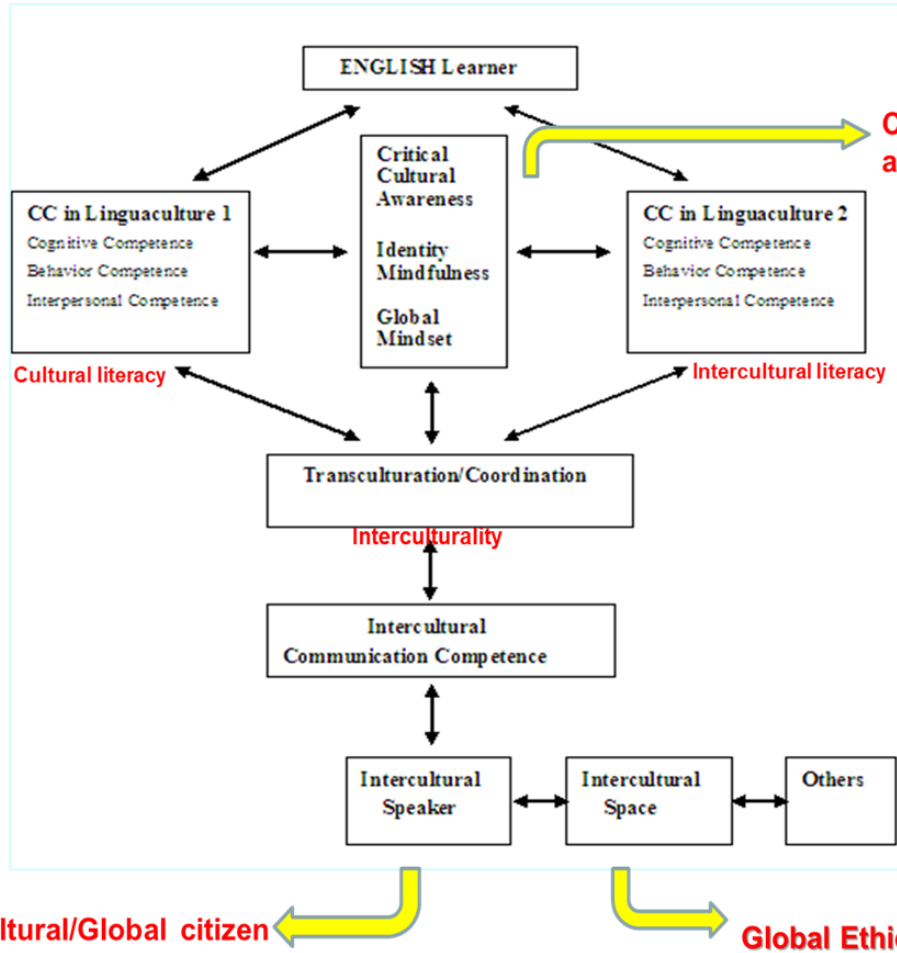 ENGLISH Learner
Critical
Cultural
Awareness
Identity
Mindfulness
Global
Mindset
CC in Linguaculture 1
Cognitive Competence
Behavior Competence
Interpersonal Competence
CC in Linguaculture 2
Cognitive Competence
Behavior Competence
Interpersonal Competence
Cultural literacy
Intercultural literacy
Transculturation/Coordination
Interculturality
Intercultural
Communication Competence
Intercultural
Speaker
Intercultural
Space
Others
ltural/Global citizen
Global Ethic